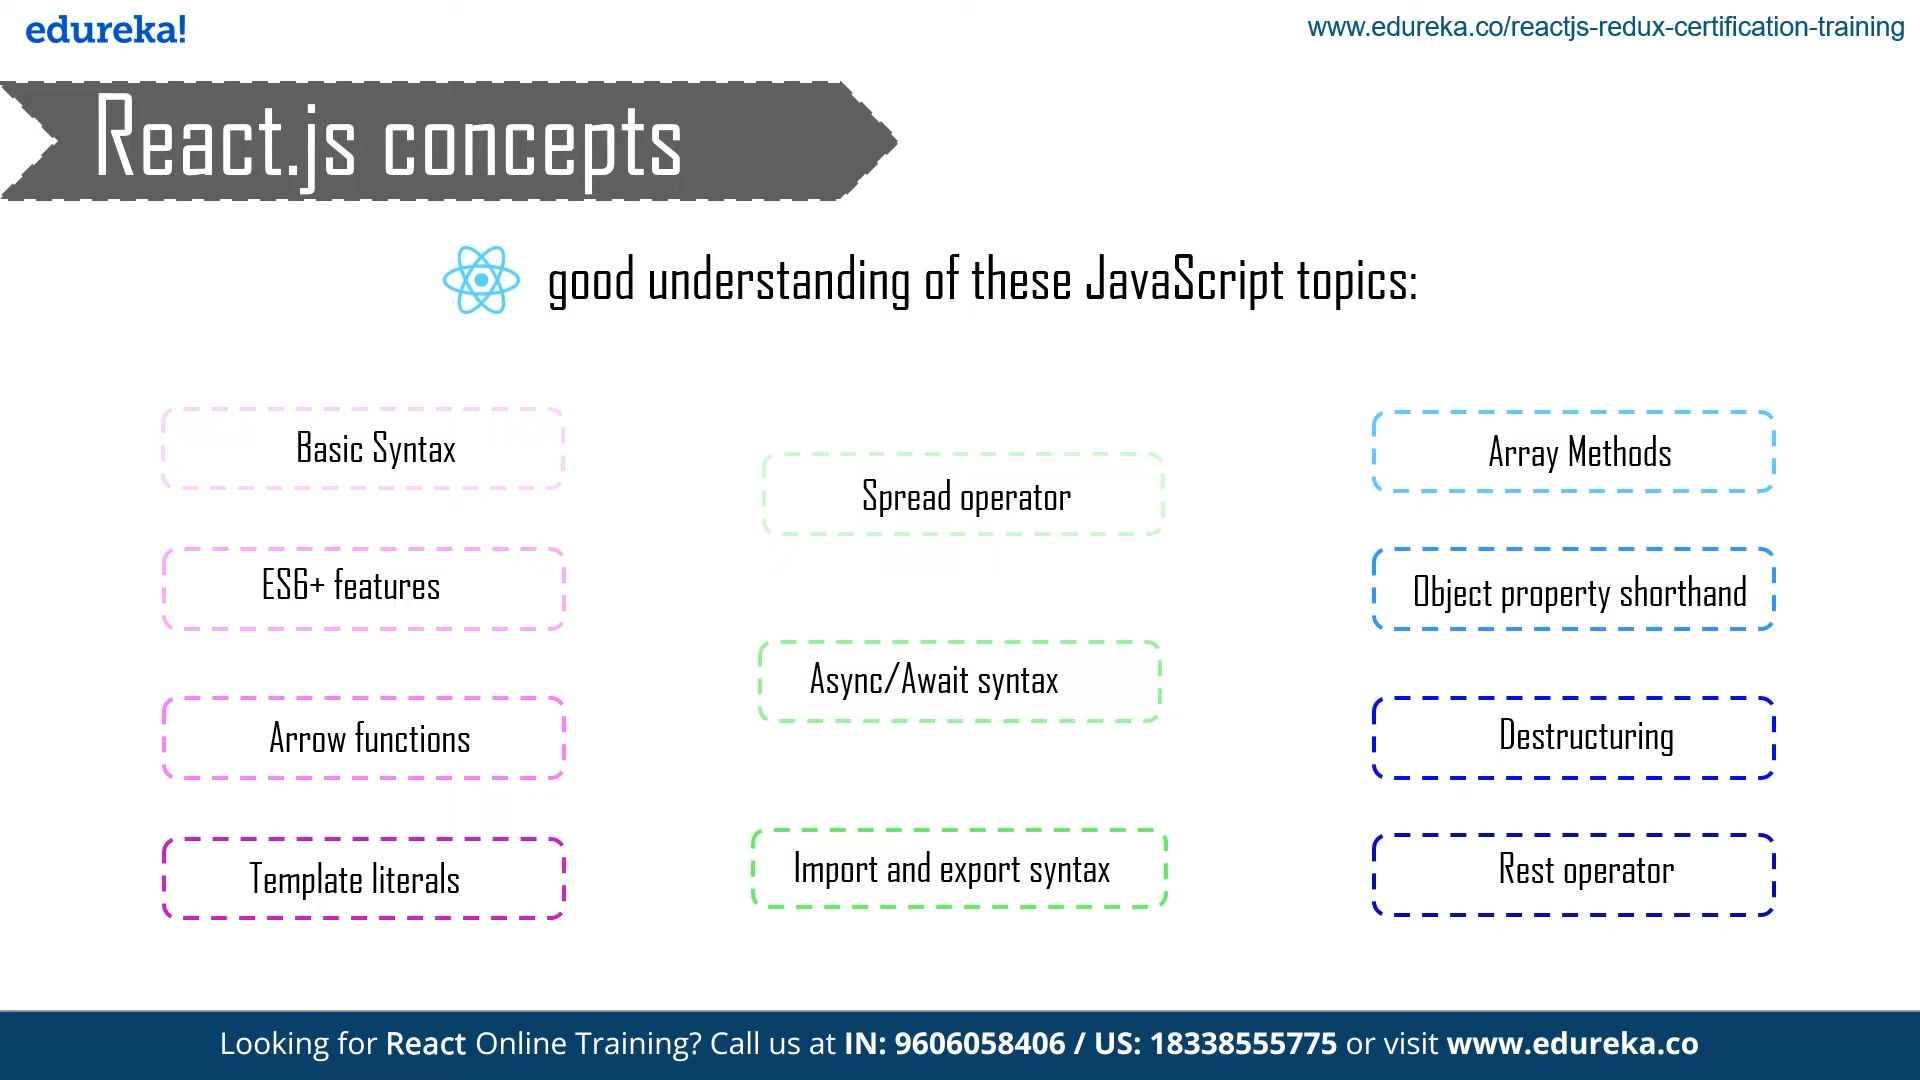 edureka!
www.edureka.co/reactjs-redux-certification-training
React.js concepts
good understanding of these JavaScript topics:
Basic Syntax
ES6+ features
Arrow functions
Template literals
Spread operator
Async/Await syntax
Import and export syntax
Array Methods
Object property shorthand
Destructuring
Rest operator
Looking for React Online Training? Call us at IN: 9606058406 / US: 18338555775 or visit www.edureka.co